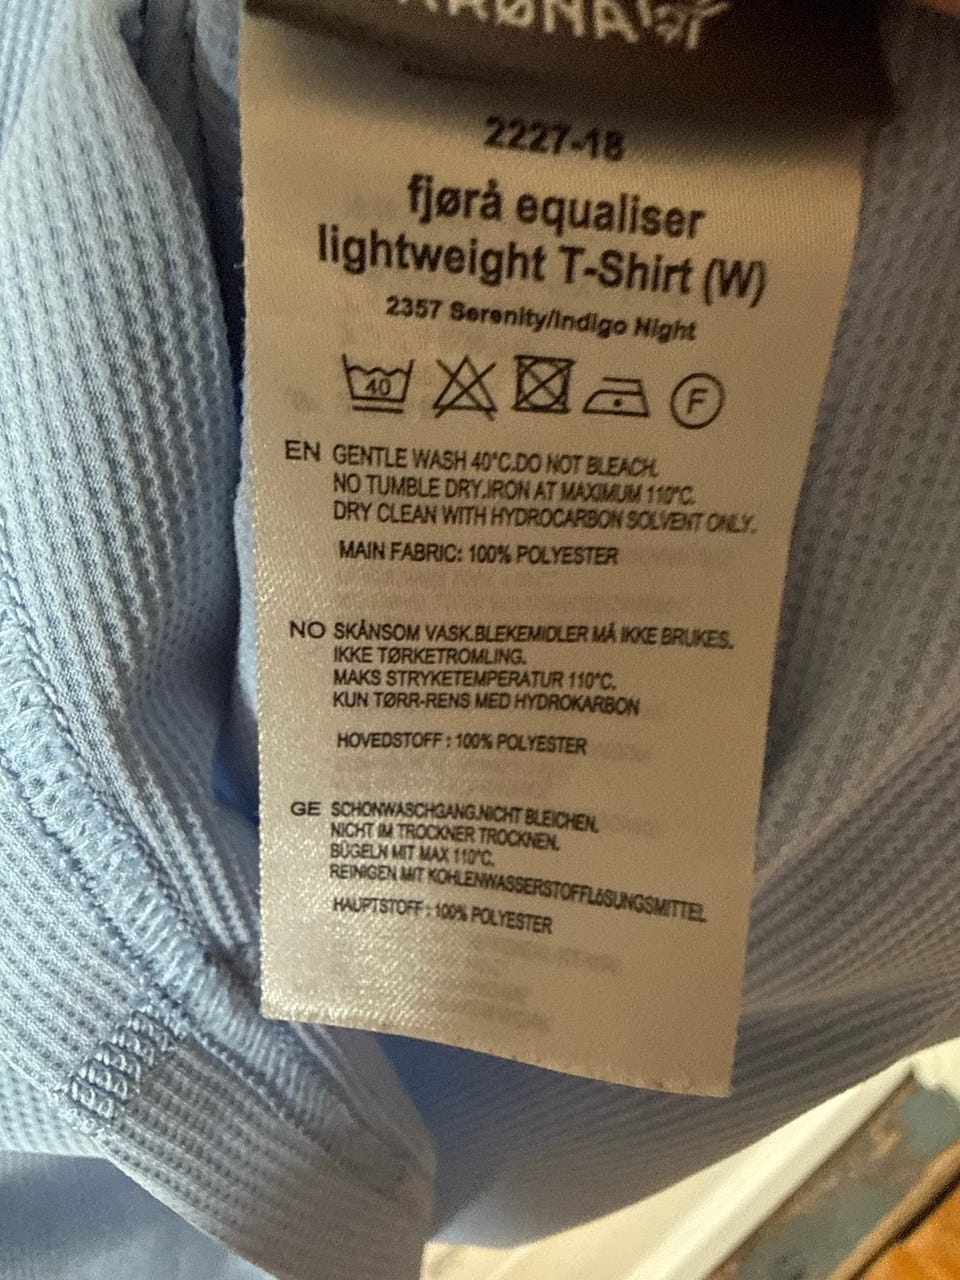 2227-18
fjørå equaliser
lightweight T-Shirt (W)
2357 Serenity/Indigo Night
40
F
EN GENTLE WASH 40°C.DO NOT BLEACH.
NO TUMBLE DRY.IRON AT MAXIMUM 110°C.
DRY CLEAN WITH HYDROCARBON SOLVENT ONLY.
MAIN FABRIC: 100% POLYESTER
NO SKÅNSOM VASK.BLEKEMIDLER MÅ IKKE BRUKES.
IKKE TØRKETROMLING.
MAKS STRYKETEMPERATUR 110°C.
KUN TØRR-RENS MED HYDROKARBON
HOVEDSTOFF : 100% POLYESTER
GE SCHONWASCHGANG.NICHT BLEICHEN.
NICHT IM TROCKNER TROCKNEN.
BÜGELN MIT MAX 110°C.
REINIGEN MIT KOHLENWASSERSTOFFLöSUNGSMITTEL
HAUPTSTOFF : 100% POLYESTER